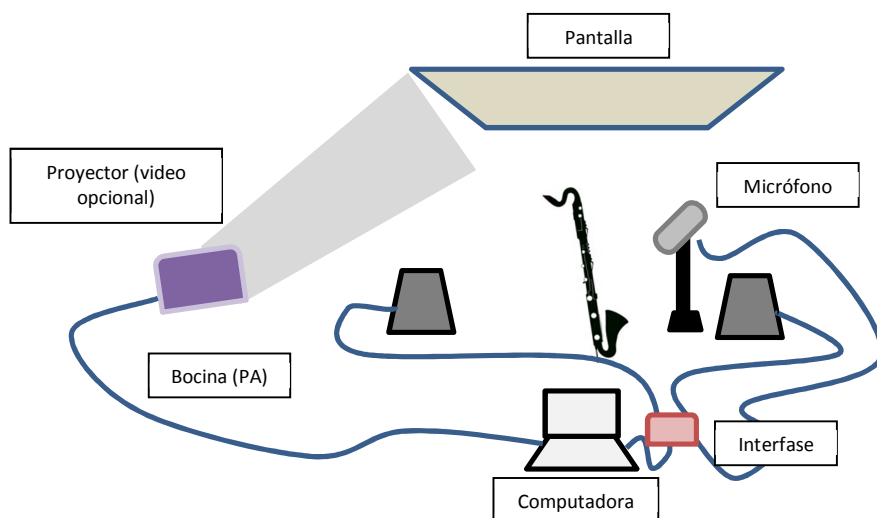 Pantalla
Proyector (video
opcional)
Micrófono
Bocina (PA)
Interfase
Computadora